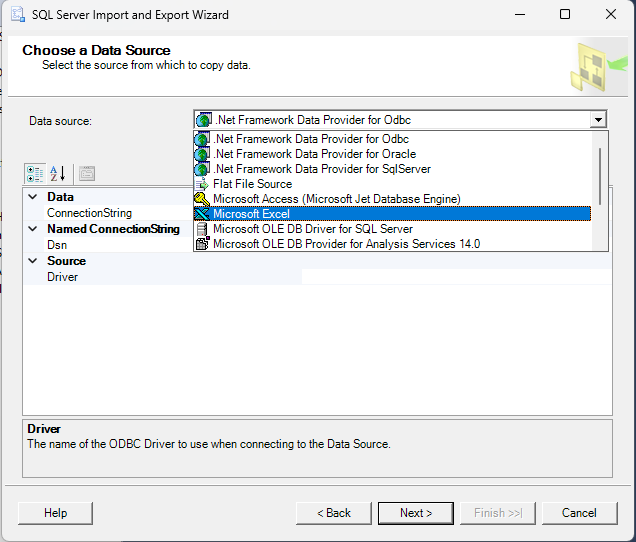 SQL Server Import and Export Wizard
Choose a Data Source
Select the source from which to copy data.
Data source:
.Net Framework Data Provider for Odbc
.Net Framework Data Provider for Odbc
.Net Framework Data Provider for Oracle
.Net Framework Data Provider for SqlServer
Flat File Source
Microsoft Access (Microsoft Jet Database Engine)
Microsoft Excel
Microsoft OLE DB Driver for SQL Server
Microsoft OLE DB Provider for Analysis Services 14.0
Data
ConnectionString
Named ConnectionString
Dsn
Source
Driver
Driver
The name of the ODBC Driver to use when connecting to the Data Source.
Help
< Back
Next >
Finish >>|
Cancel